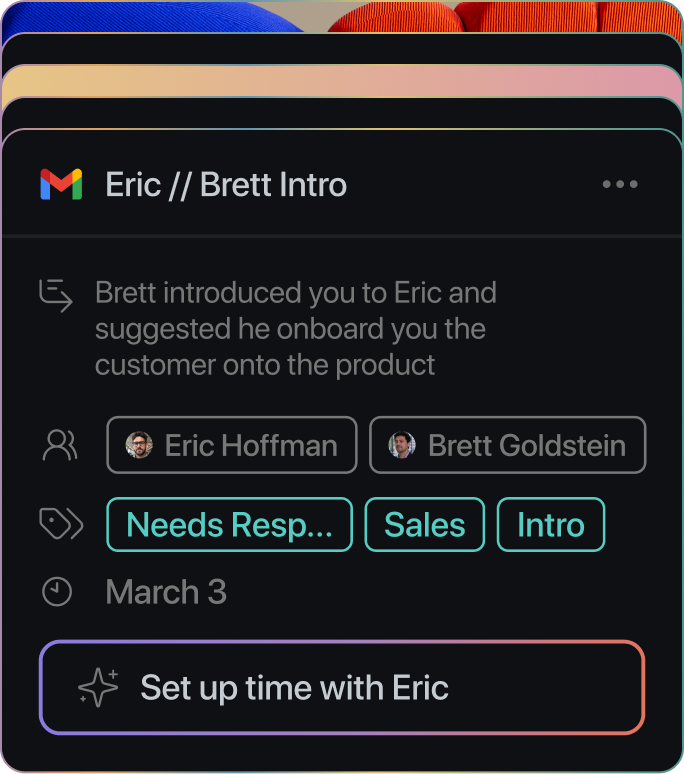 Eric // Brett Intro
Brett introduced you to Eric and
suggested he onboard you the
customer onto the product
Eric Hoffman Brett Goldstein
Needs Resp... Sales Intro
March 3
Set up time with Eric